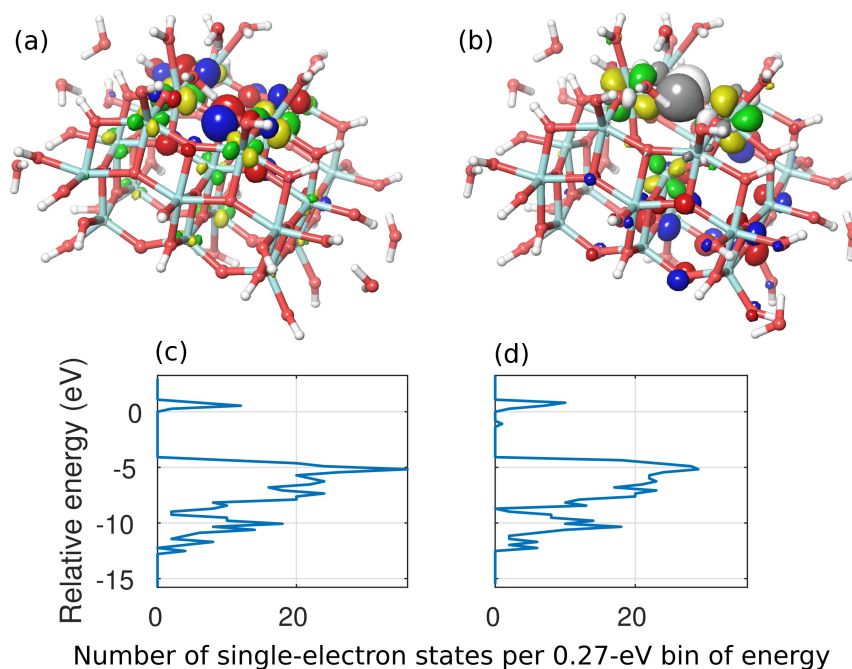 (a) (b)
(c) (d)
Relative energy (eV)
0
-5
-10
-15
0 20 0 20
Number of single-electron states per 0.27-eV bin of energy